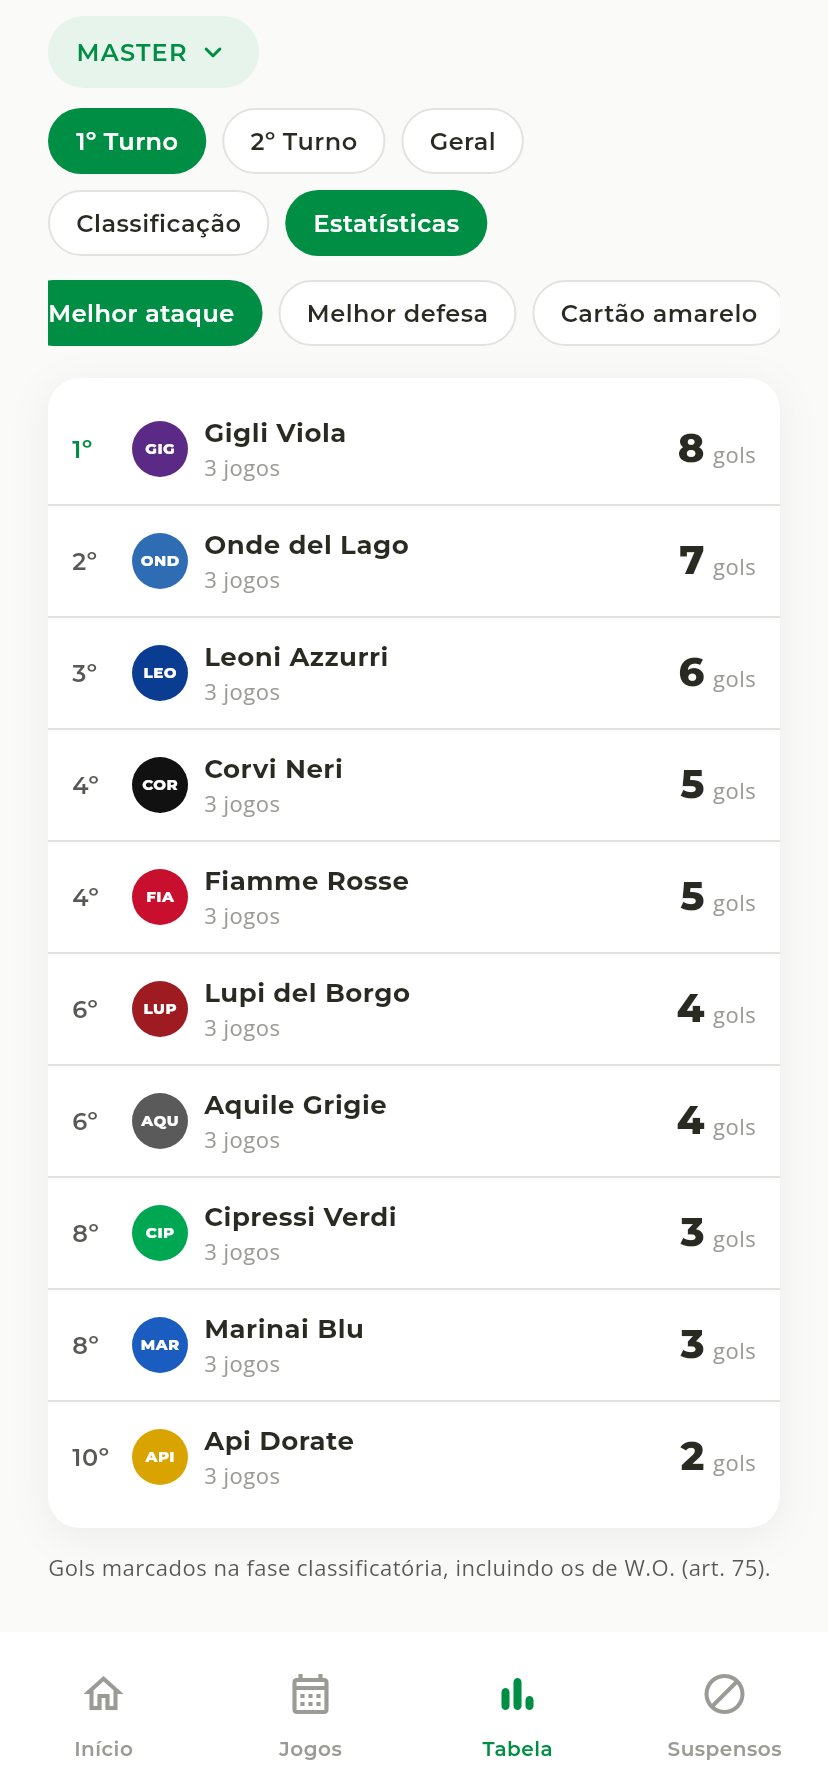 MASTER
1º Turno 2º Turno Geral
Classificação Estatísticas
Melhor ataque Melhor defesa Cartão amarelo
1º GIG Gigli Viola 8 gols
3 jogos
2º OND Onde del Lago 7 gols
3 jogos
3º LEO Leoni Azzurri 6 gols
3 jogos
4º COR Corvi Neri 5 gols
3 jogos
4º FIA Fiamme Rosse 5 gols
3 jogos
6º LUP Lupi del Borgo 4 gols
3 jogos
6º AQU Aquile Grigie 4 gols
3 jogos
8º CIP Cipressi Verdi 3 gols
3 jogos
8º MAR Marinai Blu 3 gols
3 jogos
10º API Api Dorate 2 gols
3 jogos
Gols marcados na fase classificatória, incluindo os de W.O. (art. 75).
Início Jogos Tabela Suspensos